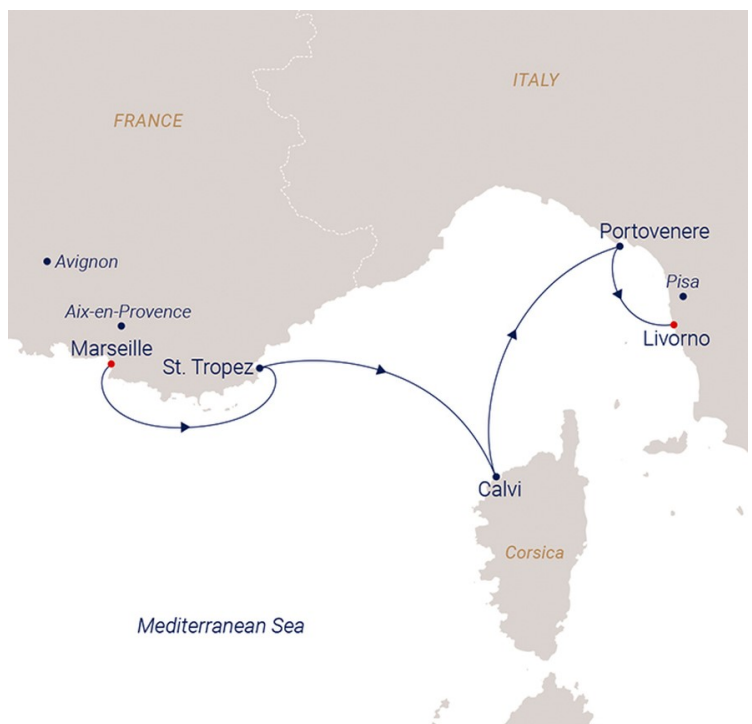 ITALY
FRANCE
Portovenere
Avignon
Pisa
Aix-en-Provence
Livorno
Marseille
St. Tropez
Calvi
Corsica
Mediterranean Sea